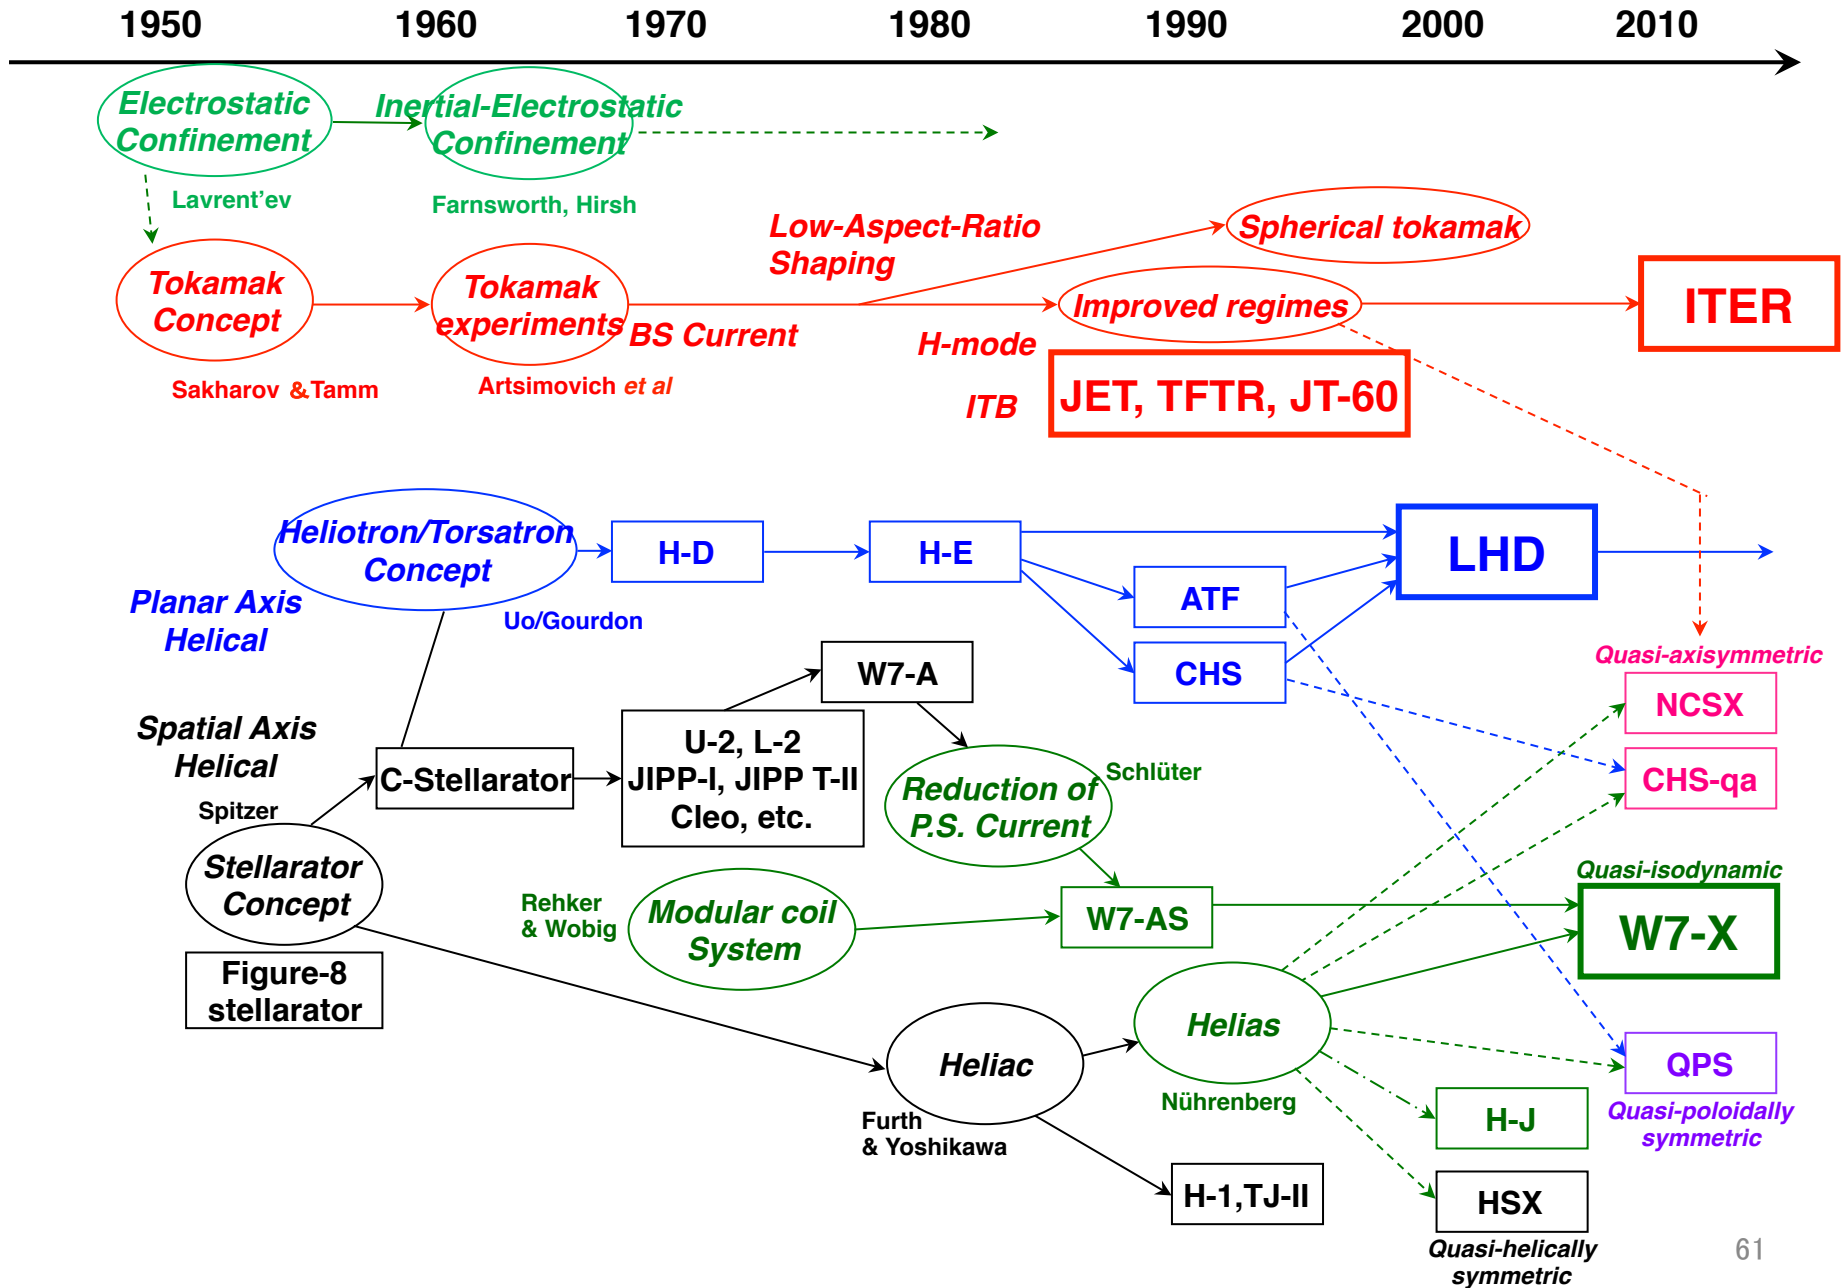 1950 1960 1970 1980 1990 2000 2010
Electrostatic
Confinement
Inertial-Electrostatic
Confinement
Lavrent'ev
Farnsworth, Hirsh
Low-Aspect-Ratio
Shaping
Spherical tokamak
Tokamak
Concept
Tokamak
experiments
BS Current
Improved regimes
ITER
H-mode
Sakharov &Tamm
Artsimovich et al
ITB
JET, TFTR, JT-60
Heliotron/Torsatron
Concept
H-D
H-E
LHD
ATF
Planar Axis
Helical
Uo/Gourdon
CHS
Quasi-axisymmetric
NCSX
W7-A
Spatial Axis
Helical
C-Stellarator
U-2, L-2
JIPP-I, JIPP T-II
Cleo, etc.
Schlüter
Reduction of
P.S. Current
CHS-qa
Spitzer
Stellarator
Concept
Rehker
& Wobig
Modular coil
System
W7-AS
Quasi-isodynamic
W7-X
Figure-8
stellarator
Helias
Heliac
Nührenberg
Furth
& Yoshikawa
QPS
Quasi-poloidally
symmetric
H-J
H-1,TJ-II
HSX
Quasi-helically
symmetric
61